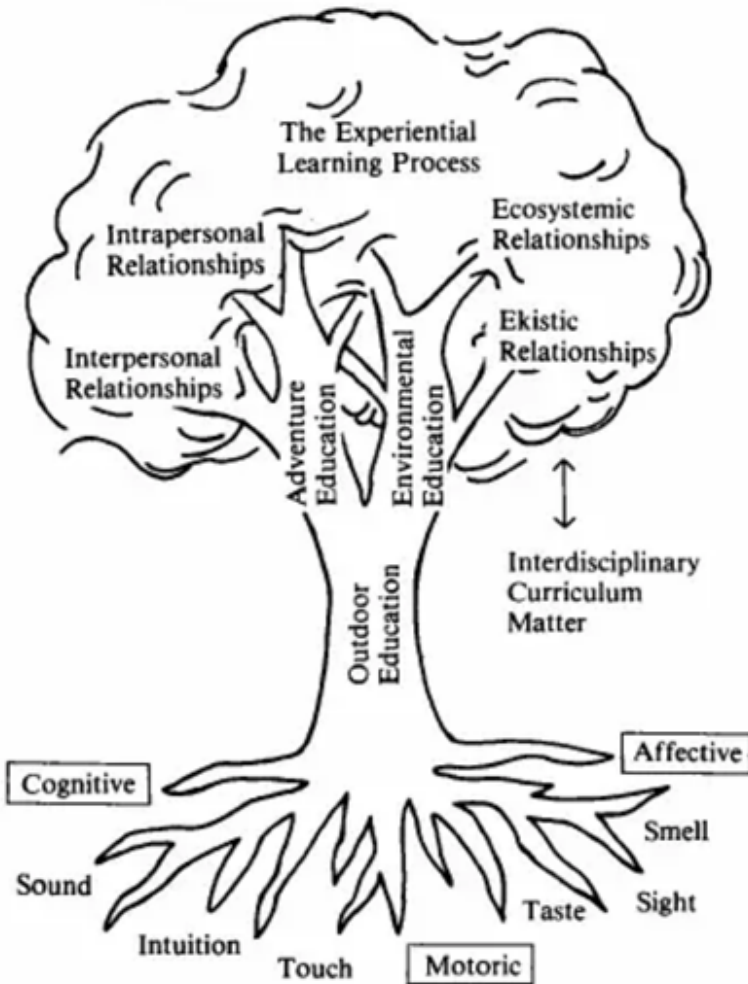 The Experiential
Learning Process
Intrapersonal
Relationships
Ecosystemic
Relationships
Interpersonal
Relationships
Ekistic
Relationships
Adventure
Education
Environmental
Education
Interdisciplinary
Curriculum
Matter
Outdoor
Education
Cognitive
Affective
Sound
Intuition
Touch
Motoric
Taste
Sight
Smell